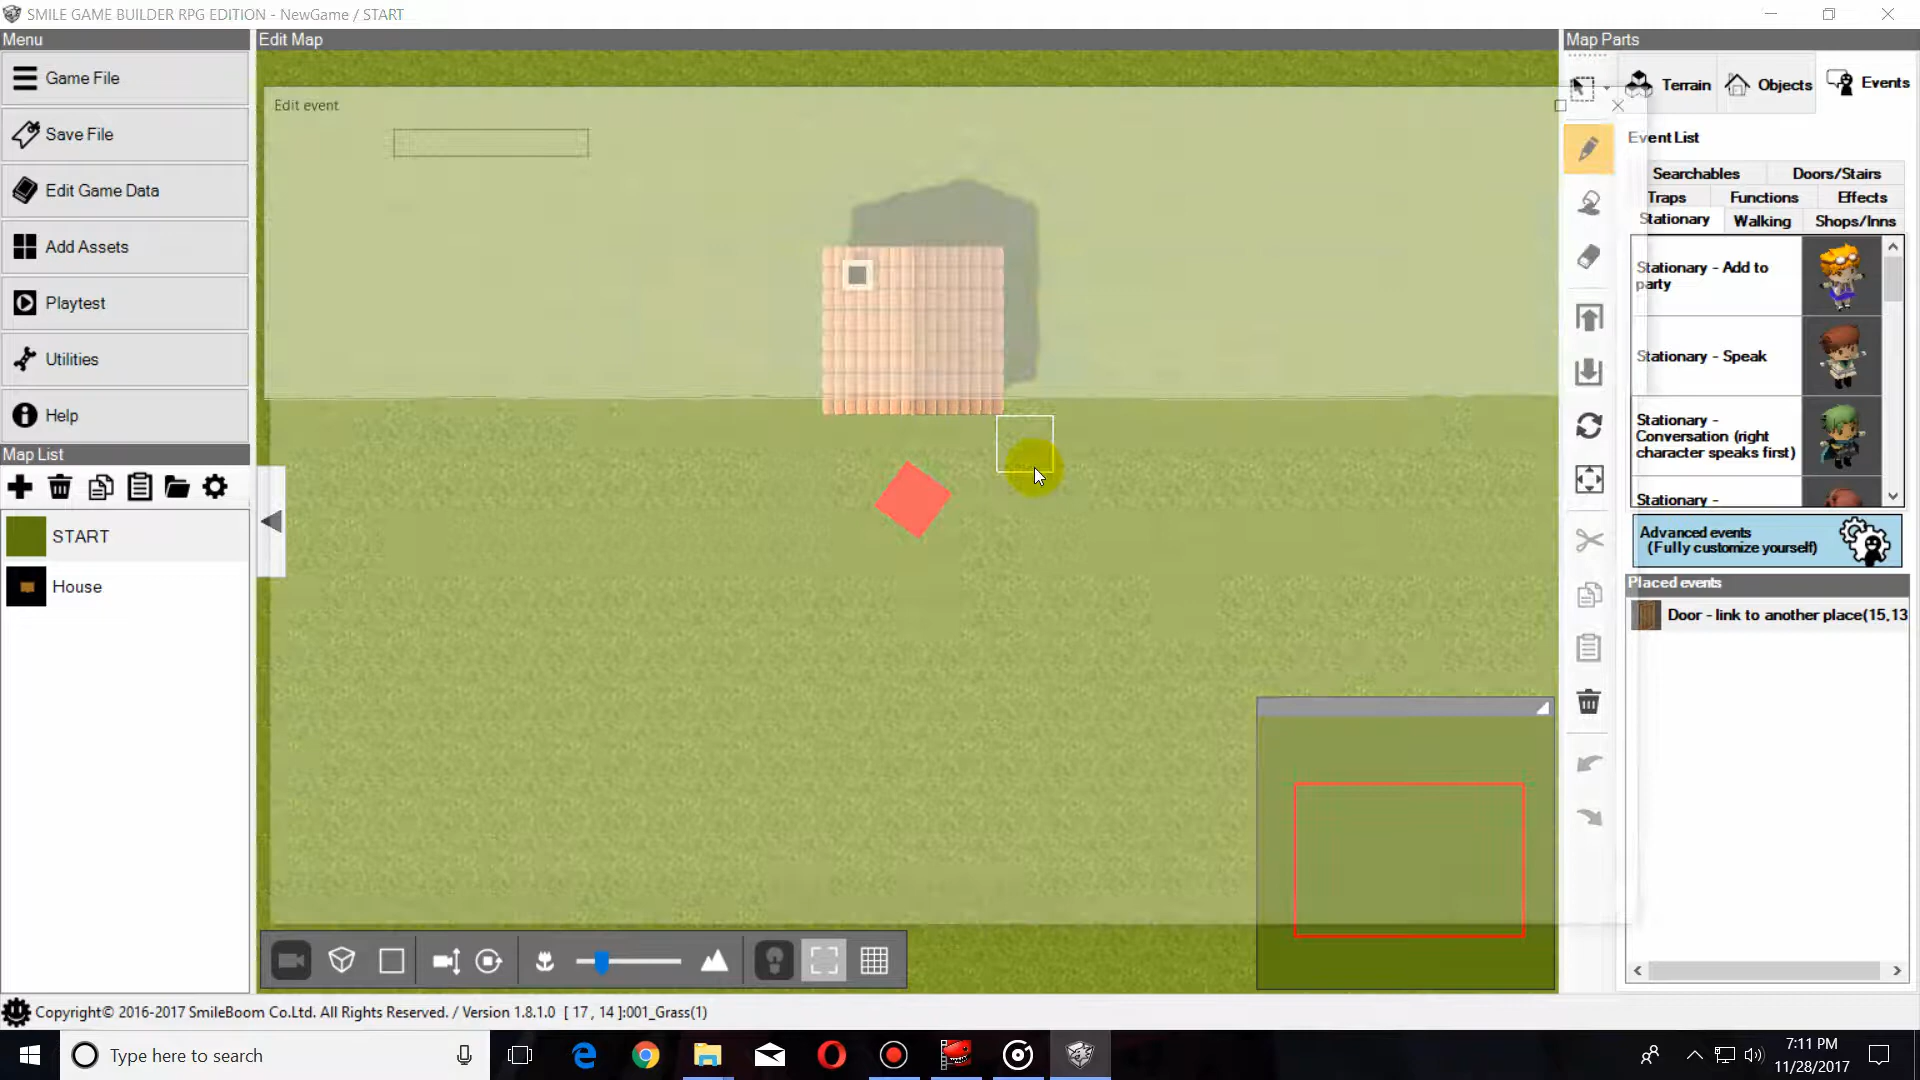 SMILE GAME BUILDER RPG EDITION - NewGame / START
Menu
Game File
Save File
Edit Game Data
Add Assets
Playtest
Utilities
Help
Map List
START
House
Edit Map
Edit event
Map Parts
Terrain
Objects
Events
Event List
Searchables
Doors/Stairs
Traps
Functions
Effects
Stationary
Walking
Shops/Inns
Stationary - Add to
party
Stationary - Speak
Stationary -
Conversation (right
character speaks first)
Stationary -
Advanced events
(Fully customize yourself)
Placed events
Door - link to another place(15,13
Copyright© 2016-2017 SmileBoom Co.Ltd. All Rights Reserved. / Version 1.8.1.0 [ 17 , 14 ]:001_Grass(1)
Type here to search
7:11 PM
11/28/2017